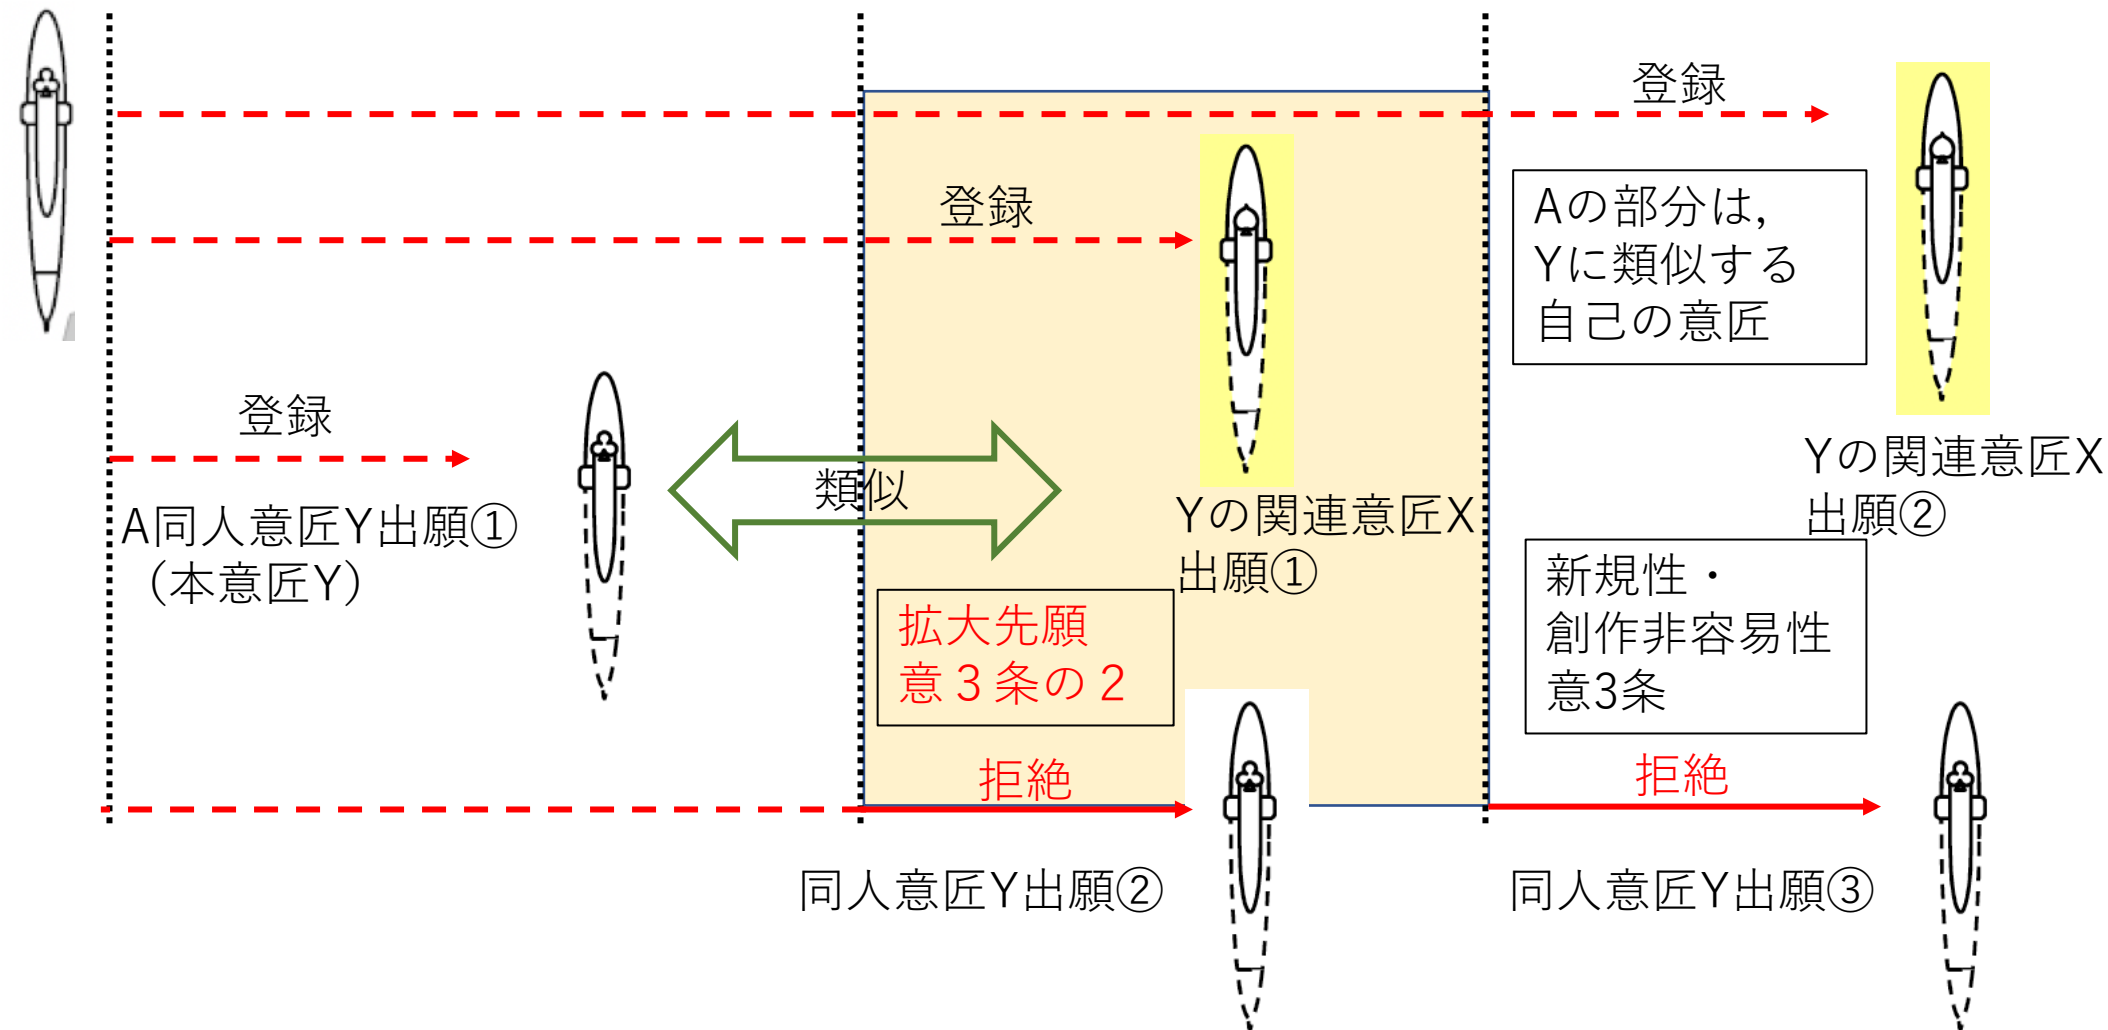 登録
登録
Aの部分は,
Yに類似する
自己の意匠
登録
類似
A同人意匠Y出願①
（本意匠Y）
Yの関連意匠X
出願①
Yの関連意匠X
出願②
拡大先願
意３条の２
新規性・
創作非容易性
意3条
拒絶
拒絶
同人意匠Y出願②
同人意匠Y出願③